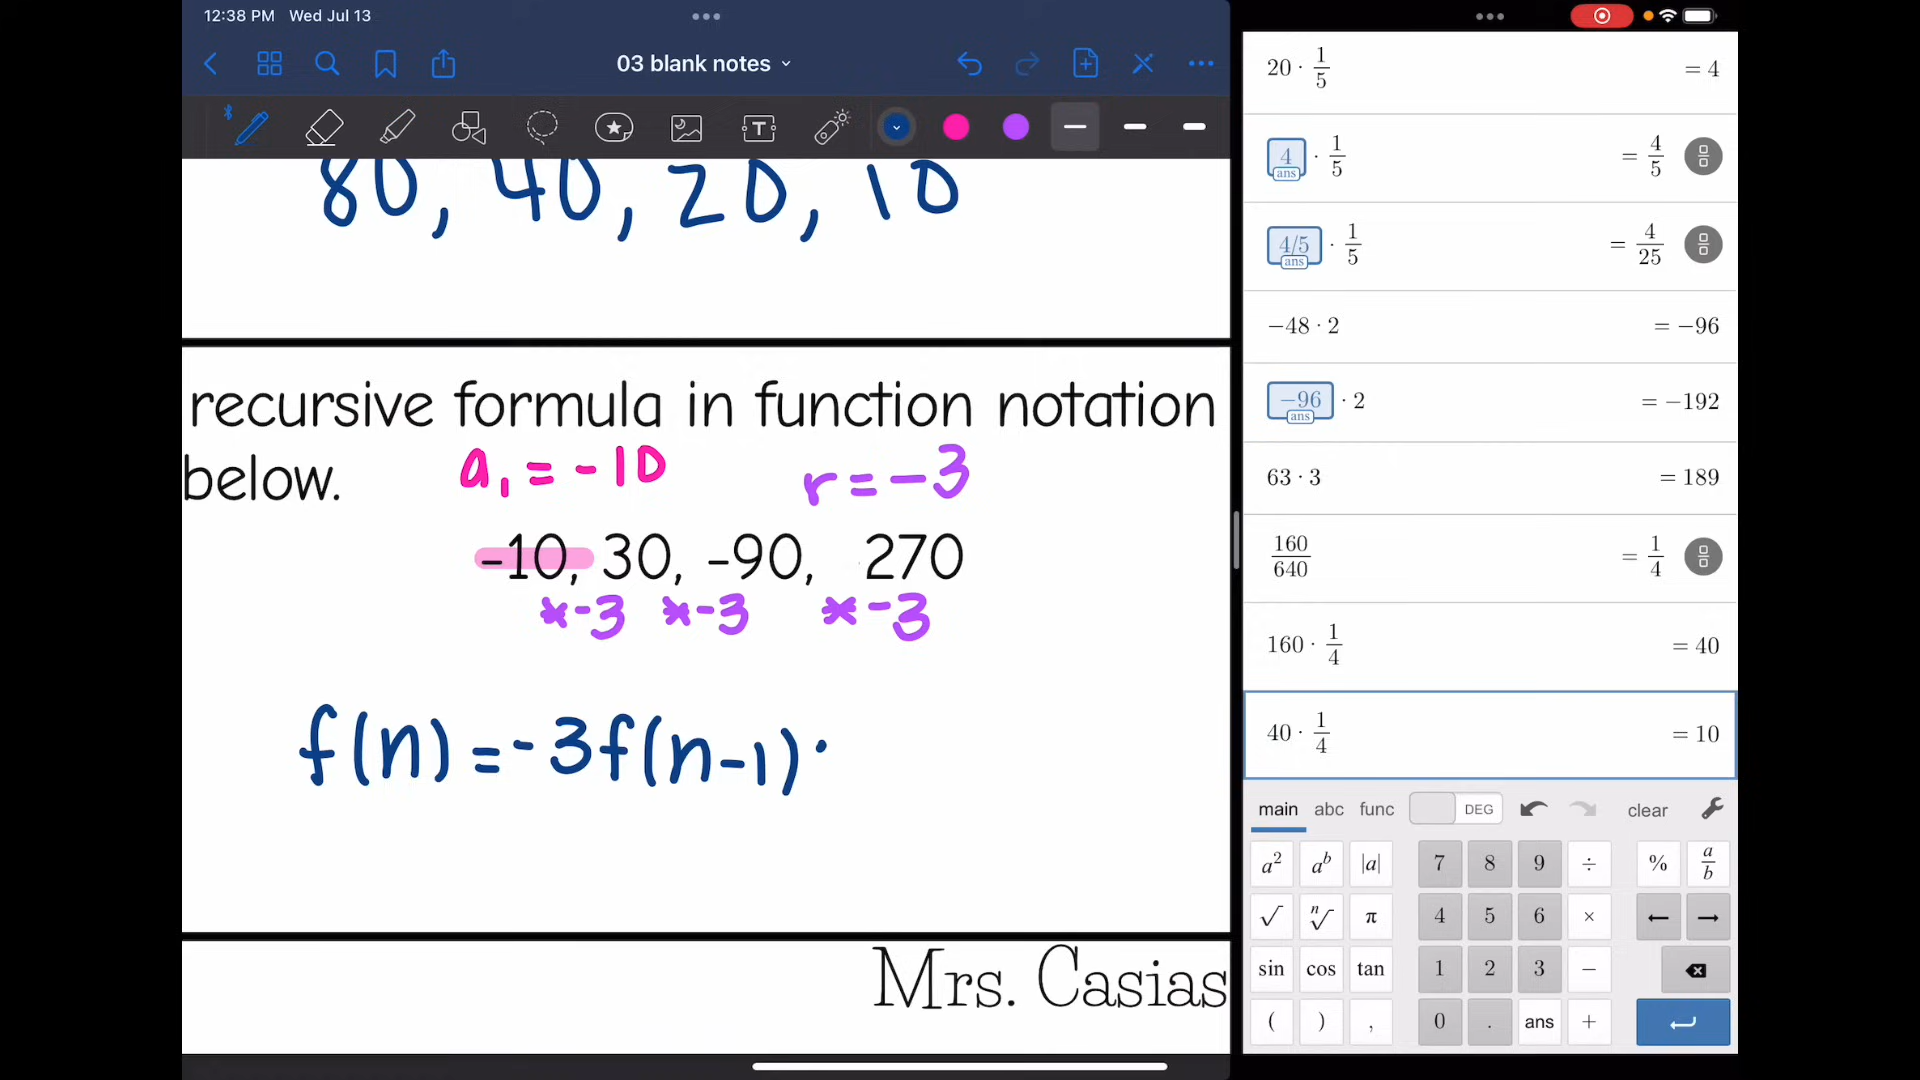 12:38 PM Wed Jul 13
03 blank notes
80, 40, 20, 10
recursive formula in function notation
below.
a₁ = -10
r = -3
-10, 30, -90, 270
*-3 *-3 *-3
f(n) = -3f(n-1) ·
Mrs. Casias
20 · 1/5 = 4
4 ans · 1/5 = 4/5
4/5 ans · 1/5 = 4/25
−48 · 2 = −96
−96 ans · 2 = −192
63 · 3 = 189
160/640 = 1/4
160 · 1/4 = 40
40 · 1/4 = 10
main abc func DEG clear
a² aᵇ |a| 7 8 9 ÷ % a/b
√ ⁿ√ π 4 5 6 × ← →
sin cos tan 1 2 3 −
( ) , 0 . ans +